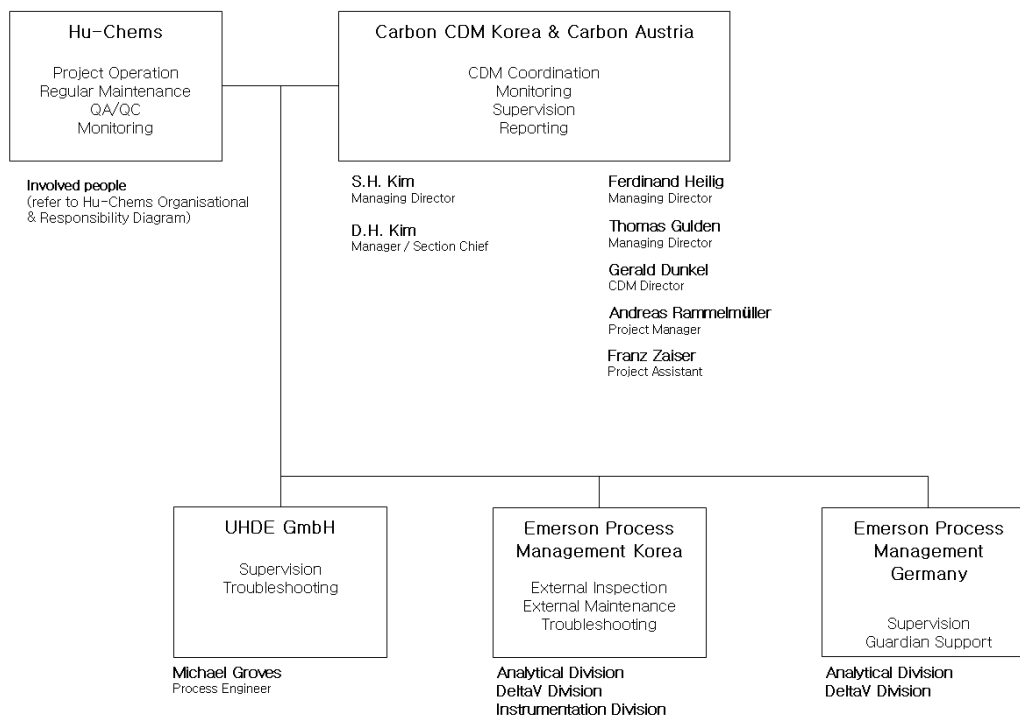 Hu-Chems
Project Operation
Regular Maintenance
QA/QC
Monitoring
Involved people
(refer to Hu-Chems Organisational
& Responsibility Diagram)
Carbon CDM Korea & Carbon Austria
CDM Coordination
Monitoring
Supervision
Reporting
S.H. Kim
Managing Director
D.H. Kim
Manager / Section Chief
Ferdinand Heilig
Managing Director
Thomas Gulden
Managing Director
Gerald Dunkel
CDM Director
Andreas Rammelmüller
Project Manager
Franz Zaiser
Project Assistant
UHDE GmbH
Supervision
Troubleshooting
Michael Groves
Process Engineer
Emerson Process
Management Korea
External Inspection
External Maintenance
Troubleshooting
Analytical Division
DeltaV Division
Instrumentation Division
Emerson Process
Management
Germany
Supervision
Guardian Support
Analytical Division
DeltaV Division